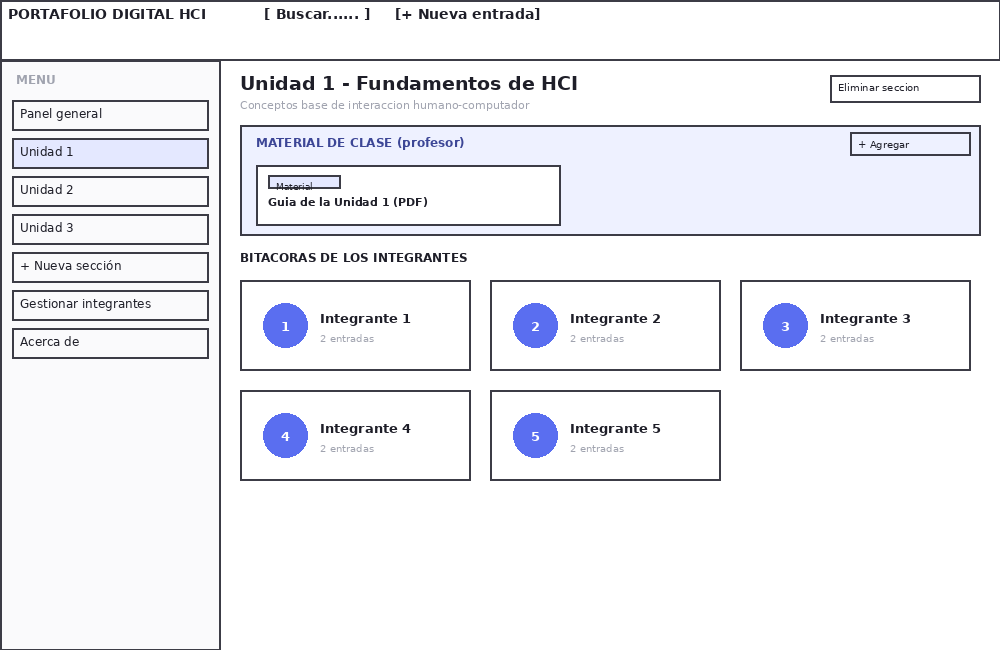 PORTAFOLIO DIGITAL HCI [ Buscar...... ] [+ Nueva entrada]
MENU
Panel general
Unidad 1
Unidad 2
Unidad 3
+ Nueva sección
Gestionar integrantes
Acerca de
Unidad 1 - Fundamentos de HCI
Conceptos base de interaccion humano-computador
Eliminar seccion
MATERIAL DE CLASE (profesor)
+ Agregar
Material
Guia de la Unidad 1 (PDF)
BITACORAS DE LOS INTEGRANTES
1
Integrante 1
2 entradas
2
Integrante 2
2 entradas
3
Integrante 3
2 entradas
4
Integrante 4
2 entradas
5
Integrante 5
2 entradas